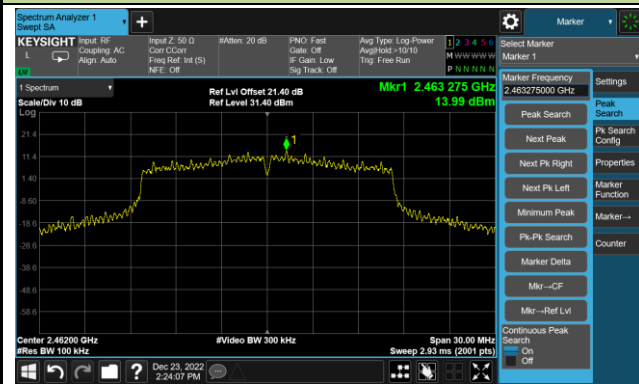 Spectrum Analyzer 1
Swept SA
+
Marker
KEYSIGHT
L
LW
Input: RF
Coupling: AC
Align: Auto
Input Z: 50 Ω
Corr CCorr
Freq Ref: Int (S)
NFE: Off
#Atten: 20 dB
PNO: Fast
Gate: Off
IF Gain: Low
Sig Track: Off
Avg Type: Log-Power
Avg|Hold:>10/10
Trig: Free Run
1 2 3 4 5 6
M W W W W W
P N N N N N
Select Marker
Marker 1
1 Spectrum
Scale/Div 10 dB
Log
Ref Lvl Offset 21.40 dB
Ref Level 31.40 dBm
Mkr1 2.463 275 GHz
13.99 dBm
1
21.4
11.4
1.40
-8.60
-18.6
-28.6
-38.6
-48.6
-58.6
Center 2.46200 GHz
#Res BW 100 kHz
#Video BW 300 kHz
Span 30.00 MHz
Sweep 2.93 ms (2001 pts)
Marker Frequency
2.463275000 GHz
Peak Search
Next Peak
Next Pk Right
Next Pk Left
Minimum Peak
Pk-Pk Search
Marker Delta
Mkr→CF
Mkr→Ref Lvl
Continuous Peak
Search
On
Off
Settings
Peak
Search
Pk Search
Config
Properties
Marker
Function
Marker→
Counter
?
Dec 23, 2022
2:24:07 PM